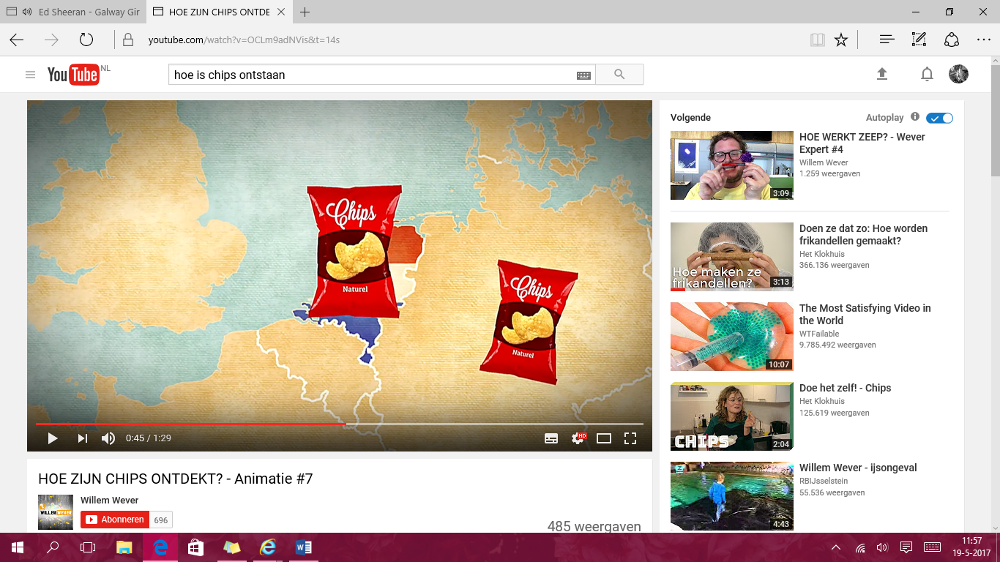 Ed Sheeran - Galway Gir
HOE ZIJN CHIPS ONTDE
youtube.com/watch?v=OCLm9adNVis&t=14s
YouTube NL
hoe is chips ontstaan
Chips
Naturel
Chips
Naturel
0:45 / 1:29
HD
HOE ZIJN CHIPS ONTDEKT? - Animatie #7
WILLEM WEVER
Willem Wever
Abonneren 696
485 weergaven
Volgende
Autoplay
3:09
HOE WERKT ZEEP? - Wever
Expert #4
Willem Wever
1.259 weergaven
Hoe maken ze
frikandellen?
3:13
Doen ze dat zo: Hoe worden
frikandellen gemaakt?
Het Klokhuis
366.136 weergaven
10:07
The Most Satisfying Video in
the World
WTFailable
9.785.492 weergaven
CHIPS
2:04
Doe het zelf! - Chips
Het Klokhuis
125.619 weergaven
4:43
Willem Wever - ijsongeval
RBIJsselstein
55.536 weergaven
11:57
19-5-2017